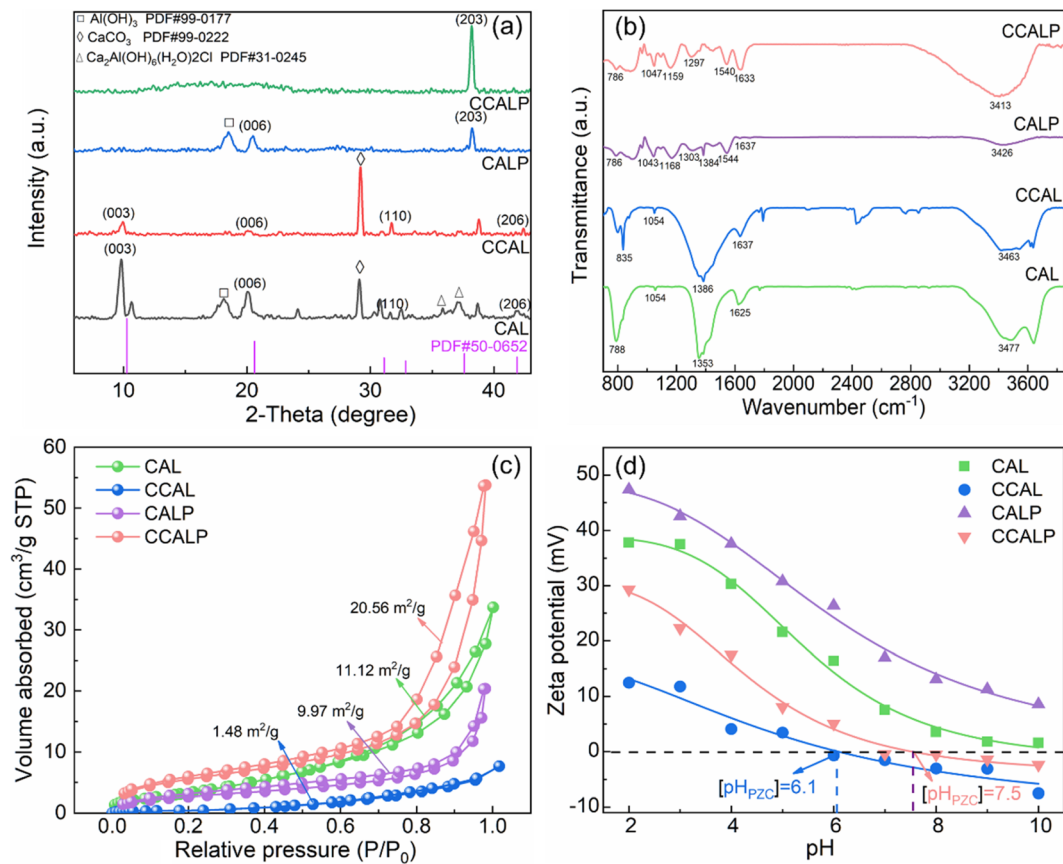 □ Al(OH)₃ PDF#99-0177
◇ CaCO₃ PDF#99-0222
△ Ca₂Al(OH)₆(H₂O)2Cl PDF#31-0245
(a)
(203)
CCALP
□
(006)
(203)
CALP
◇
(003)
(006)
(110)
(206)
CCAL
(003)
□
(006)
◇
(110)
△
△
(206)
CAL
PDF#50-0652
10
20
30
40
2-Theta (degree)
Intensity (a.u.)
(b)
CCALP
786
1047
1159
1297
1540
1633
3413
CALP
786
1043
1168
1303
1384
1544
1637
3426
CCAL
835
1054
1386
1637
3463
CAL
788
1054
1353
1625
3477
800
1200
1600
2000
2400
2800
3200
3600
Wavenumber (cm⁻¹)
Transmittance (a.u.)
(c)
CAL
CCAL
CALP
CCALP
20.56 m²/g
11.12 m²/g
9.97 m²/g
1.48 m²/g
60
50
40
30
20
10
0
0.0
0.2
0.4
0.6
0.8
1.0
Relative pressure (P/P₀)
Volume absorbed (cm³/g STP)
(d)
CAL
CCAL
CALP
CCALP
[pH_PZC]=6.1
[pH_PZC]=7.5
50
40
30
20
10
0
-10
2
4
6
8
10
pH
Zeta potential (mV)